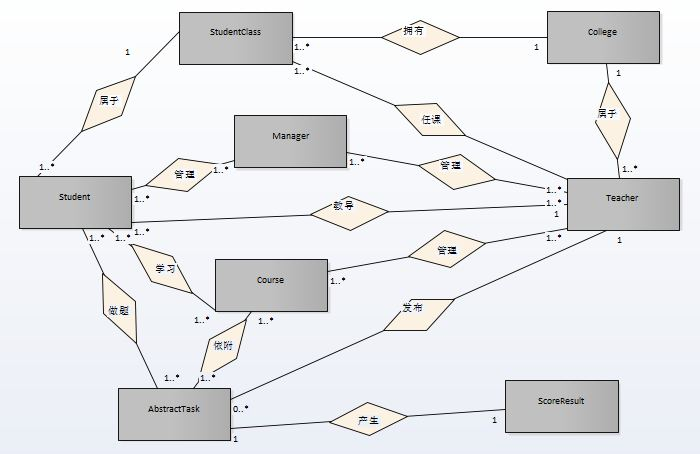 StudentClass
College
拥有
1..*
1
1
1..*
1
属于
任课
属于
Manager
管理
1..*
1..*
管理
1..*
1..*
Student
1..*
1..*
1..*
Teacher
教导
1
1..*
1..*
1..*
1..*
1
学习
管理
Course
1..*
做题
发布
1..*
1..*
依附
1..*
1..*
AbstractTask
0..*
ScoreResult
产生
1
1